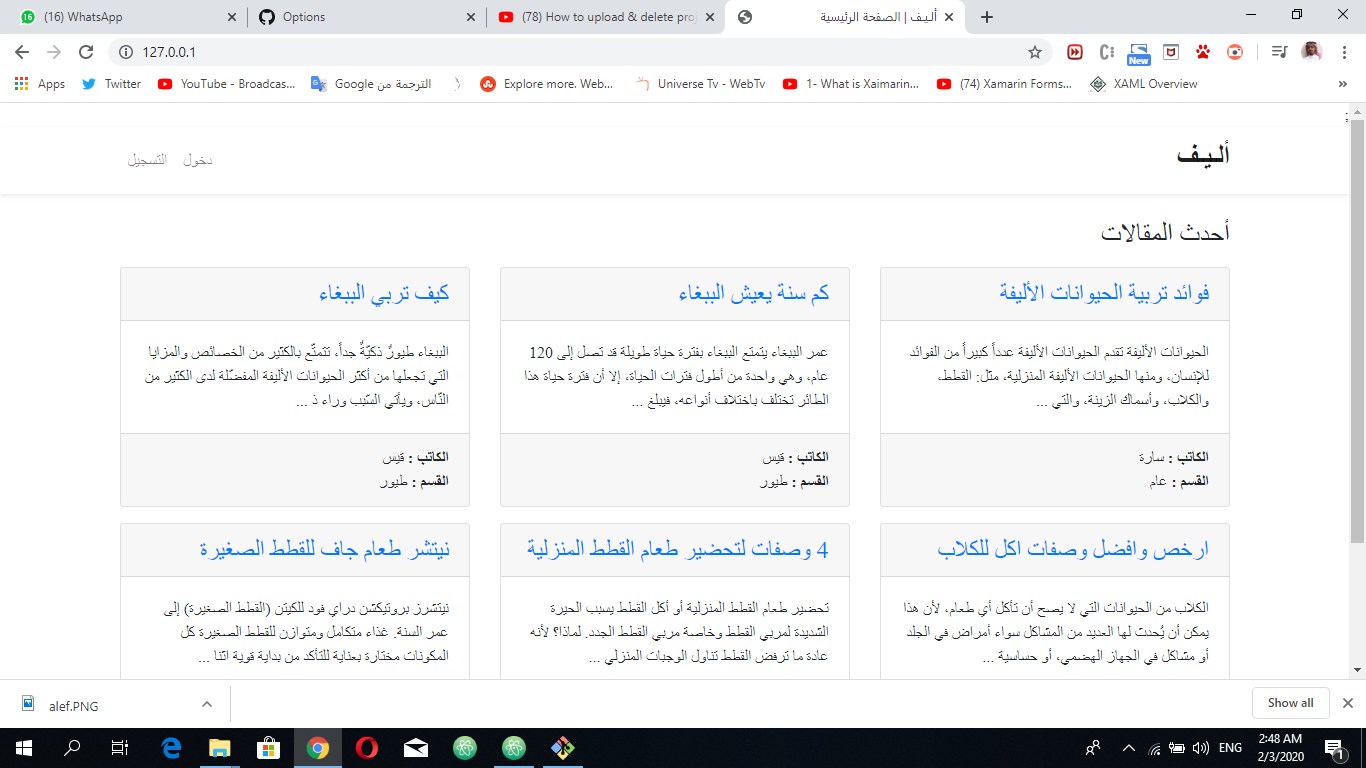 (16) WhatsApp
Options
(78) How to upload & delete pro
ألـيـف | الصفحة الرئيسية
127.0.0.1
New
Apps
Twitter
YouTube - Broadcas...
الترجمة من Google
Explore more. Web...
Universe Tv - WebTv
1- What is Xaimarin...
(74) Xamarin Forms...
XAML Overview
»
;
ألـيـف
دخول
التسجيل
أحدث المقالات
فوائد تربية الحيوانات الأليفة
الحيوانات الأليفة تقدم الحيوانات الأليفة عدداً كبيراً من الفوائد
للإنسان، ومنها الحيوانات الأليفة المنزلية، مثل: القطط،
والكلاب، وأسماك الزينة، والتي ...
الكاتب : سارة
القسم : عام
كم سنة يعيش الببغاء
عمر الببغاء يتمتع الببغاء بفترة حياة طويلة قد تصل إلى 120
عام، وهي واحدة من أطول فترات الحياة، إلا أن فترة حياة هذا
الطائر تختلف باختلاف أنواعه، فيبلغ ...
الكاتب : قيس
القسم : طيور
كيف تربي الببغاء
الببغاء طيورٌ ذكيّةٌ جداً، تتمتّع بالكثير من الخصائص والمزايا
التي تجعلها من أكثر الحيوانات الأليفة المفضّلة لدى الكثير من
النّاس، ويأتي السّبب وراء ذ ...
الكاتب : قيس
القسم : طيور
ارخص وافضل وصفات اكل للكلاب
الكلاب من الحيوانات التي لا يصح أن تأكل أي طعام، لأن هذا
يمكن أن يُحدث لها العديد من المشاكل سواء أمراض في الجلد
أو مشاكل في الجهاز الهضمي، أو حساسية ...
4 وصفات لتحضير طعام القطط المنزلية
تحضير طعام القطط المنزلية أو أكل القطط يسبب الحيرة
الشديدة لمربي القطط وخاصة مربي القطط الجدد. لماذا؟ لأنه
عادة ما ترفض القطط تناول الوجبات المنزلي ...
نيتشر طعام جاف للقطط الصغيرة
نيتشرز بروتيكشن دراي فود للكيتن (القطط الصغيرة) إلى
عمر السنة. غذاء متكامل ومتوازن للقطط الصغيرة كل
المكونات مختارة بعناية للتأكد من بداية قوية اثنا ...
alef.PNG
Show all
ENG
2:48 AM
2/3/2020
1